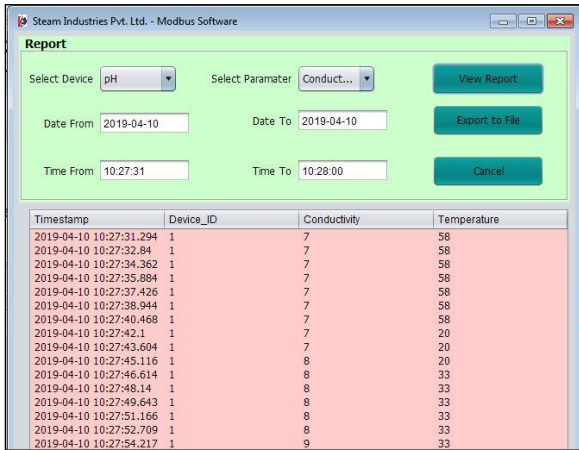 Steam Industries Pvt. Ltd. - Modbus Software
Report
Select Device pH Select Paramater Conduct... View Report
Date From 2019-04-10 Date To 2019-04-10 Export to File
Time From 10:27:31 Time To 10:28:00 Cancel
Timestamp Device_ID Conductivity Temperature
2019-04-10 10:27:31.294 1 7 58
2019-04-10 10:27:32.84 1 7 58
2019-04-10 10:27:34.362 1 7 58
2019-04-10 10:27:35.884 1 7 58
2019-04-10 10:27:37.426 1 7 58
2019-04-10 10:27:38.944 1 7 58
2019-04-10 10:27:40.468 1 7 58
2019-04-10 10:27:42.1 1 7 20
2019-04-10 10:27:43.604 1 7 20
2019-04-10 10:27:45.116 1 8 20
2019-04-10 10:27:46.614 1 8 33
2019-04-10 10:27:48.14 1 8 33
2019-04-10 10:27:49.643 1 8 33
2019-04-10 10:27:51.166 1 8 33
2019-04-10 10:27:52.709 1 8 33
2019-04-10 10:27:54.217 1 9 33